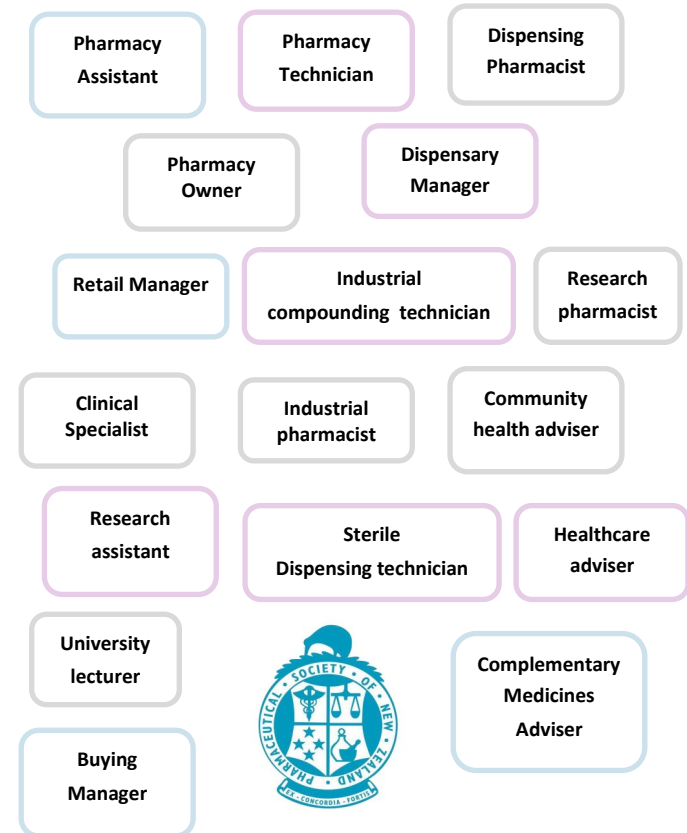 Pharmacy
Assistant
Pharmacy
Technician
Dispensing
Pharmacist
Pharmacy
Owner
Dispensary
Manager
Retail Manager
Industrial
compounding technician
Research
pharmacist
Clinical
Specialist
Industrial
pharmacist
Community
health adviser
Research
assistant
Sterile
Dispensing technician
Healthcare
adviser
University
lecturer
PHARMACEUTICAL • SOCIETY • OF • NEW • ZEALAND
EX - CONCORDIA - FORTIS
Complementary
Medicines
Adviser
Buying
Manager